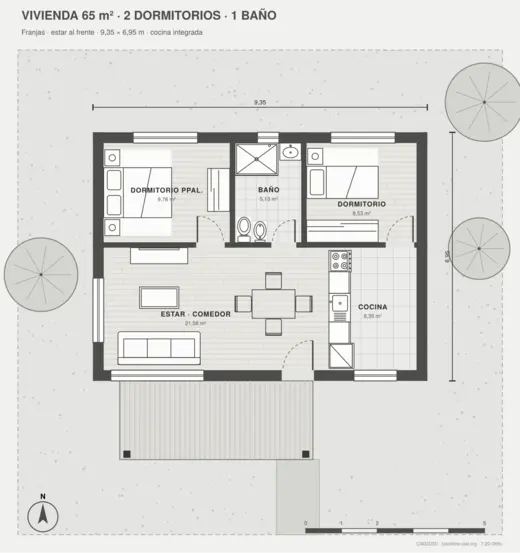 VIVIENDA 65 m² · 2 DORMITORIOS · 1 BAÑO
Franjas · estar al frente · 9,35 × 6,95 m · cocina integrada
9,35
DORMITORIO PPAL.
9,76 m²
BAÑO
5,13 m²
DORMITORIO
8,53 m²
6,95
ESTAR · COMEDOR
21,58 m²
COCINA
8,35 m²
N
0 1 2 5